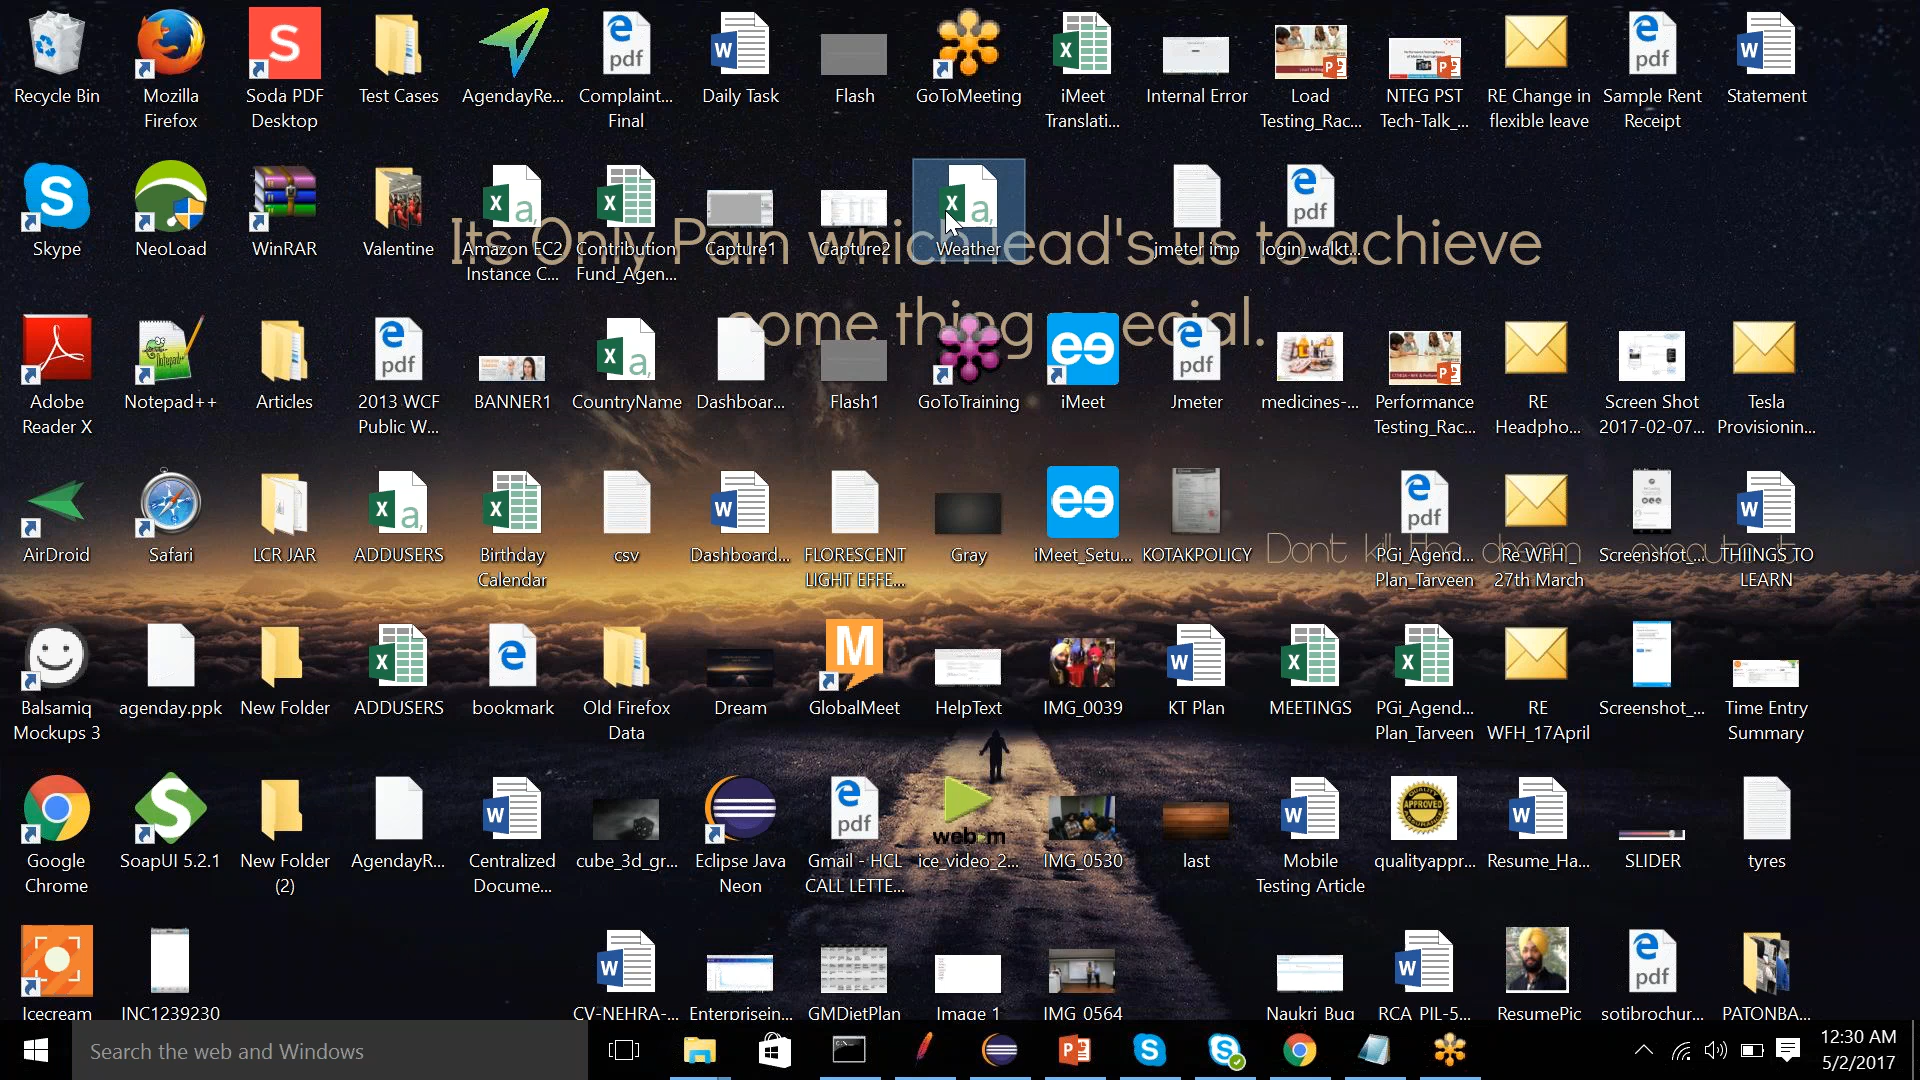 Recycle Bin
Mozilla
Firefox
Soda PDF
Desktop
Test Cases
AgendayRe...
Complaint...
Final
Daily Task
Flash
GoToMeeting
iMeet
Translati...
Internal Error
Load
Testing_Rac...
NTEG PST
Tech-Talk_...
RE Change in
flexible leave
Sample Rent
Receipt
Statement
Its Only Pain which lead's us to achieve
some thing special.
Skype
NeoLoad
WinRAR
Valentine
Amazon EC2
Instance C...
Contribution
Fund_Agen...
Capture1
Capture2
Weather
jmeter imp
login_walkt...
Adobe
Reader X
Notepad++
Articles
2013 WCF
Public W...
BANNER1
CountryName
Dashboar...
Flash1
GoToTraining
iMeet
Jmeter
medicines-...
Performance
Testing_Rac...
RE
Headpho...
Screen Shot
2017-02-07...
Tesla
Provisionin...
AirDroid
Safari
LCR JAR
ADDUSERS
Birthday
Calendar
csv
Dashboard...
FLORESCENT
LIGHT EFFE...
Gray
iMeet_Setu...
KOTAKPOLICY
Dont kill the dream
PGi_Agend...
Plan_Tarveen
Re WFH_
27th March
Screenshot_...
THIINGS TO
LEARN
Balsamiq
Mockups 3
agenday.ppk
New Folder
ADDUSERS
bookmark
Old Firefox
Data
Dream
GlobalMeet
HelpText
IMG_0039
KT Plan
MEETINGS
PGi_Agend...
Plan_Tarveen
RE
WFH_17April
Screenshot_...
Time Entry
Summary
Google
Chrome
SoapUI 5.2.1
New Folder
(2)
AgendayR...
Centralized
Docume...
cube_3d_gr...
Eclipse Java
Neon
Gmail - HCL
CALL LETTE...
ice_video_2...
IMG_0530
last
Mobile
Testing Article
qualityappr...
Resume_Ha...
SLIDER
tyres
Icecream
INC1239230
CV-NEHRA-...
Enterprisein...
GMDietPlan
Image 1
IMG_0564
Naukri Bug
RCA_PIL-5...
ResumePic
sotibrochur...
PATONBA...
Search the web and Windows
12:30 AM
5/2/2017